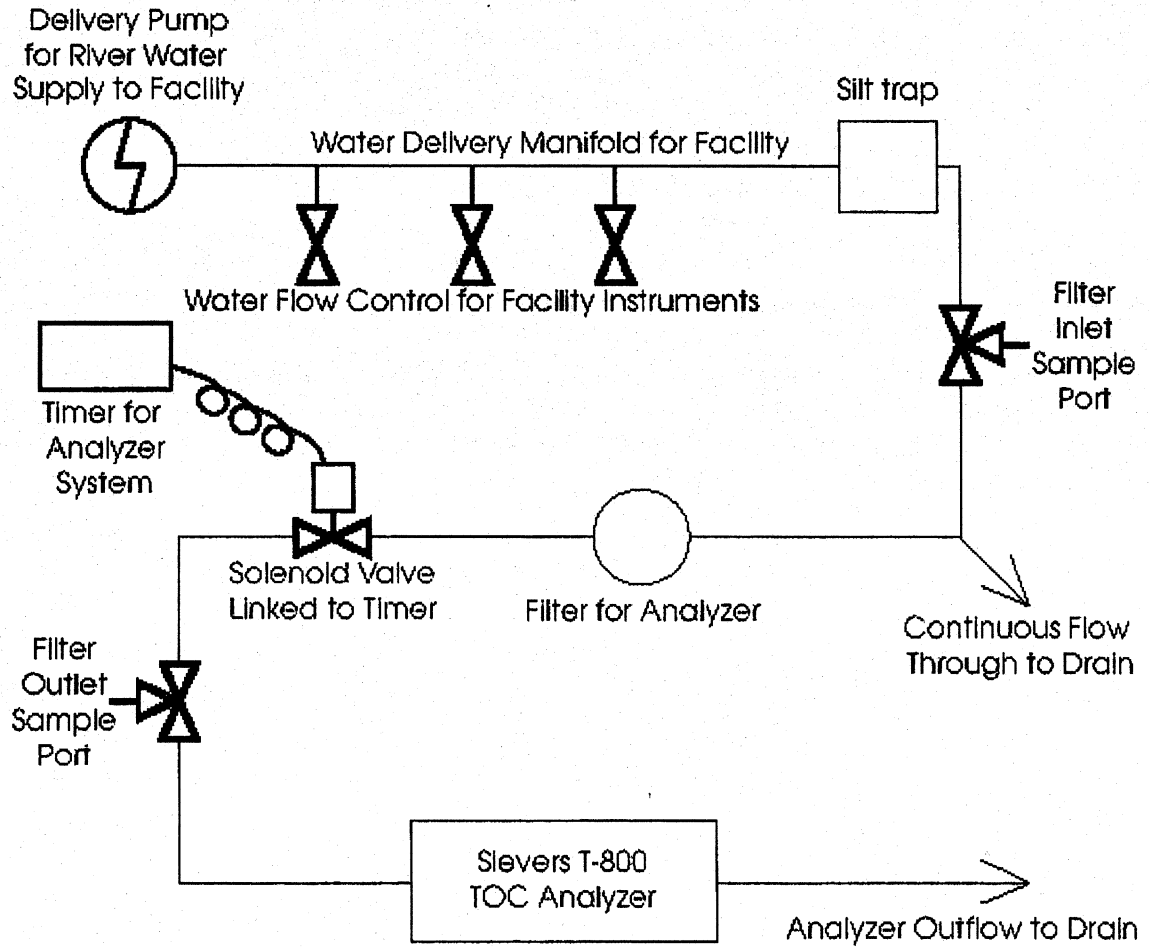 Delivery Pump
for River Water
Supply to Facility
Silt trap
Water Delivery Manifold for Facility
Water Flow Control for Facility Instruments
Filter
Inlet
Sample
Port
Timer for
Analyzer
System
Solenoid Valve
Linked to Timer
Filter for Analyzer
Continuous Flow
Through to Drain
Filter
Outlet
Sample
Port
Sievers T-800
TOC Analyzer
Analyzer Outflow to Drain